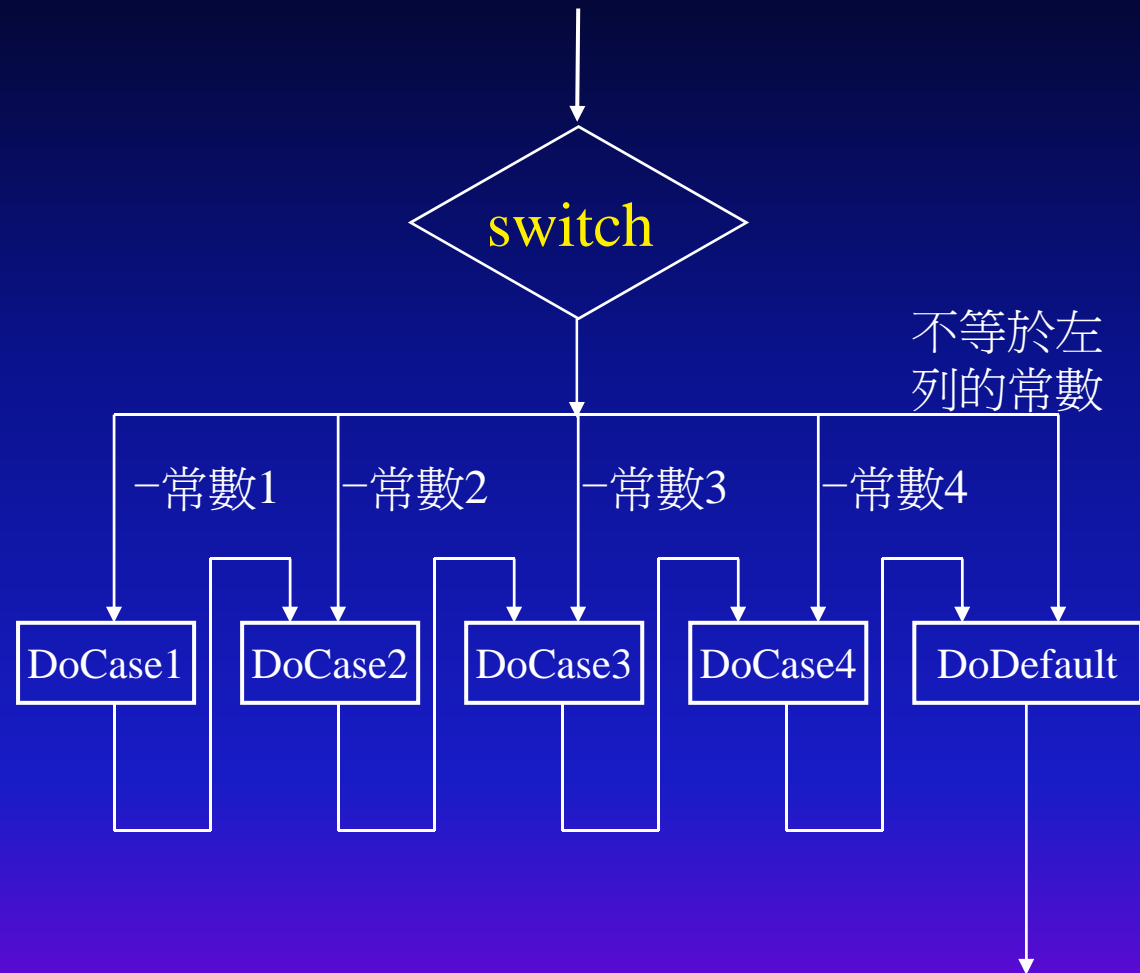 switch
不等於左
列的常數
−常數1
−常數2
−常數3
−常數4
DoCase1
DoCase2
DoCase3
DoCase4
DoDefault